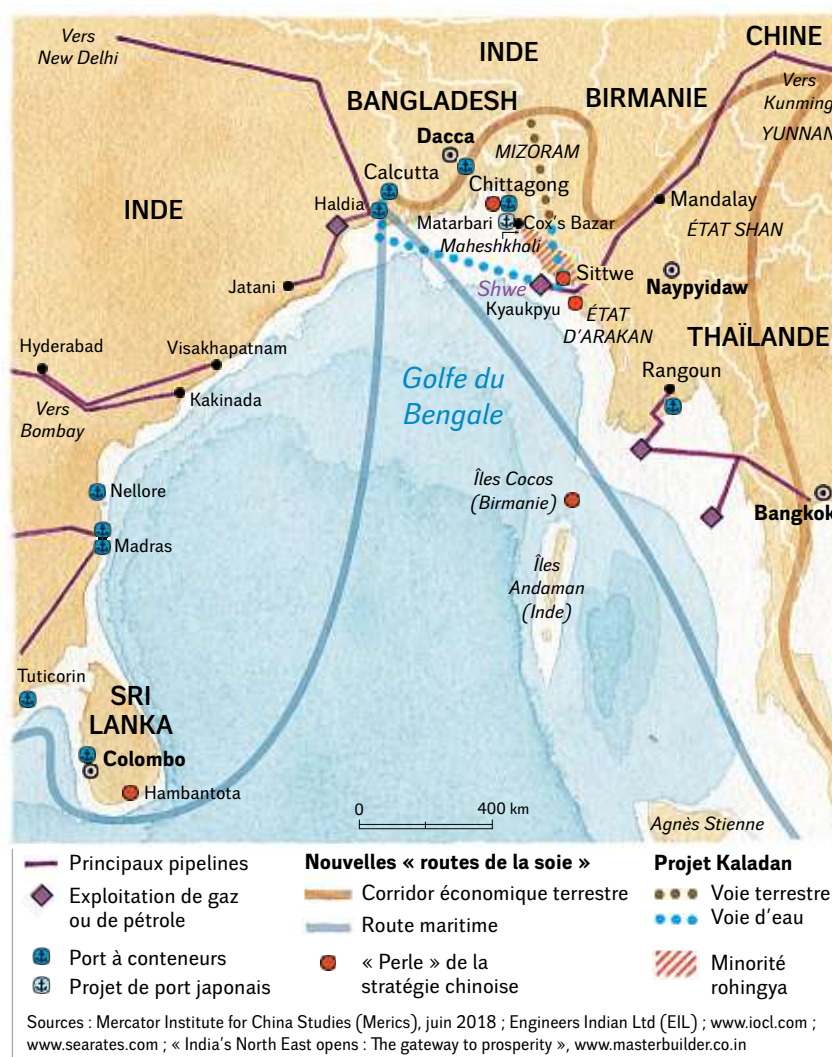 Vers
New Delhi
INDE
CHINE
Vers
Kunming
YUNNAN
BANGLADESH
BIRMANIE
Dacca
MIZORAM
Calcutta
Chittagong
Mandalay
INDE
Haldia
Matarbari
Cox's Bazar
Maheshkhali
ÉTAT SHAN
Sittwe
Jatani
Shwe
Kyaukpyu
Naypyidaw
ÉTAT
D'ARAKAN
THAÏLANDE
Hyderabad
Visakhapatnam
Rangoun
Golfe du
Bengale
Kakinada
Vers
Bombay
Îles Cocos
(Birmanie)
Nellore
Bangkok
Madras
Îles
Andaman
(Inde)
Tuticorin
SRI
LANKA
Colombo
Hambantota
0 400 km
Agnès Stienne
Principaux pipelines
Exploitation de gaz
ou de pétrole
Port à conteneurs
Projet de port japonais
Nouvelles « routes de la soie »
Corridor économique terrestre
Route maritime
« Perle » de la
stratégie chinoise
Projet Kaladan
Voie terrestre
Voie d'eau
Minorité
rohingya
Sources : Mercator Institute for China Studies (Merics), juin 2018 ; Engineers Indian Ltd (EIL) ; www.iocl.com ;
www.searates.com ; « India's North East opens : The gateway to prosperity », www.masterbuilder.co.in